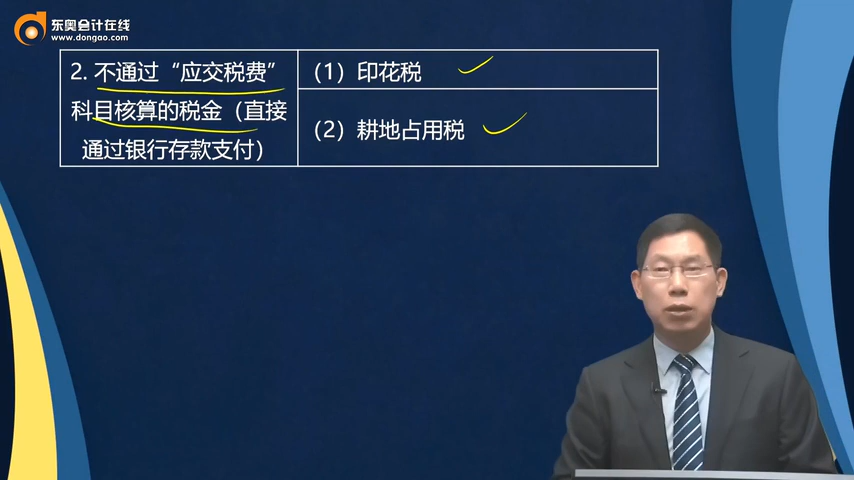 东奥会计在线
www.dongao.com
2. 不通过“应交税费”
科目核算的税金（直接
通过银行存款支付）
（1）印花税
（2）耕地占用税